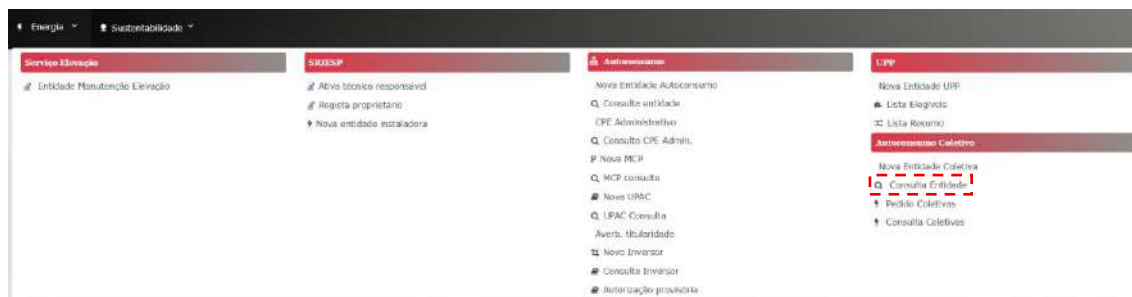 Energia
Sustentabilidade
Serviço Elevação
Entidade Manutenção Elevação
SRIESP
Ativa técnico responsável
Regista proprietário
Nova entidade instaladora
Autoconsumo
Nova Entidade Autoconsumo
Consulta entidade
CPE Administrativo
Consulta CPE Admin.
Nova MCP
MCP consulta
Nova UPAC
UPAC Consulta
Averb. titularidade
Novo Inversor
Consulta Inversor
Autorização provisória
UPP
Nova Entidade UPP
Lista Elegíveis
Lista Resumo
Autoconsumo Coletivo
Nova Entidade Coletiva
Consulta Entidade
Pedido Coletivas
Consulta Coletivas